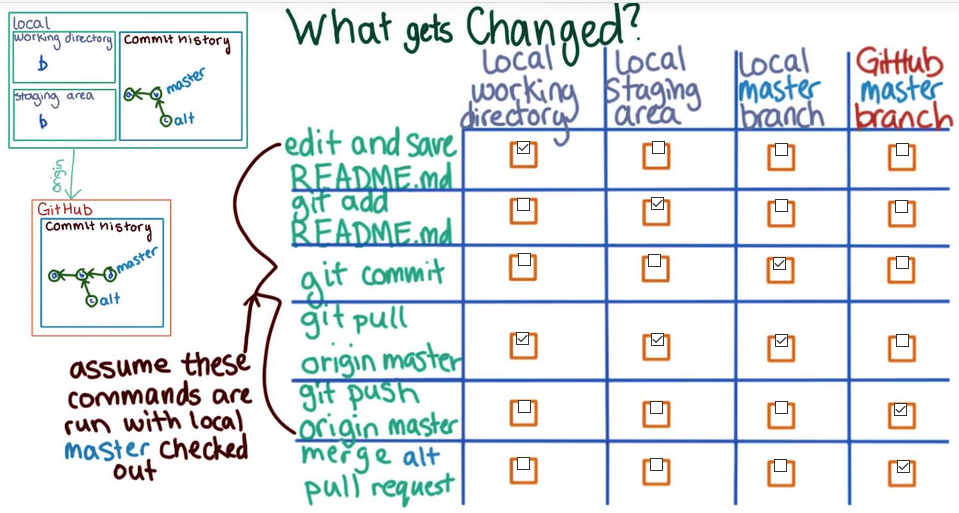 What gets Changed?
local
working directory
b
staging area
b
Commit History
master
alt
origin
GitHub
Commit History
master
alt
Local working directory
Local Staging area
Local master branch
GitHub master branch
edit and save
README.md
git add
README.md
git commit
git pull
origin master
git push
origin master
merge alt
pull request
assume these
commands are
run with local
master checked
out